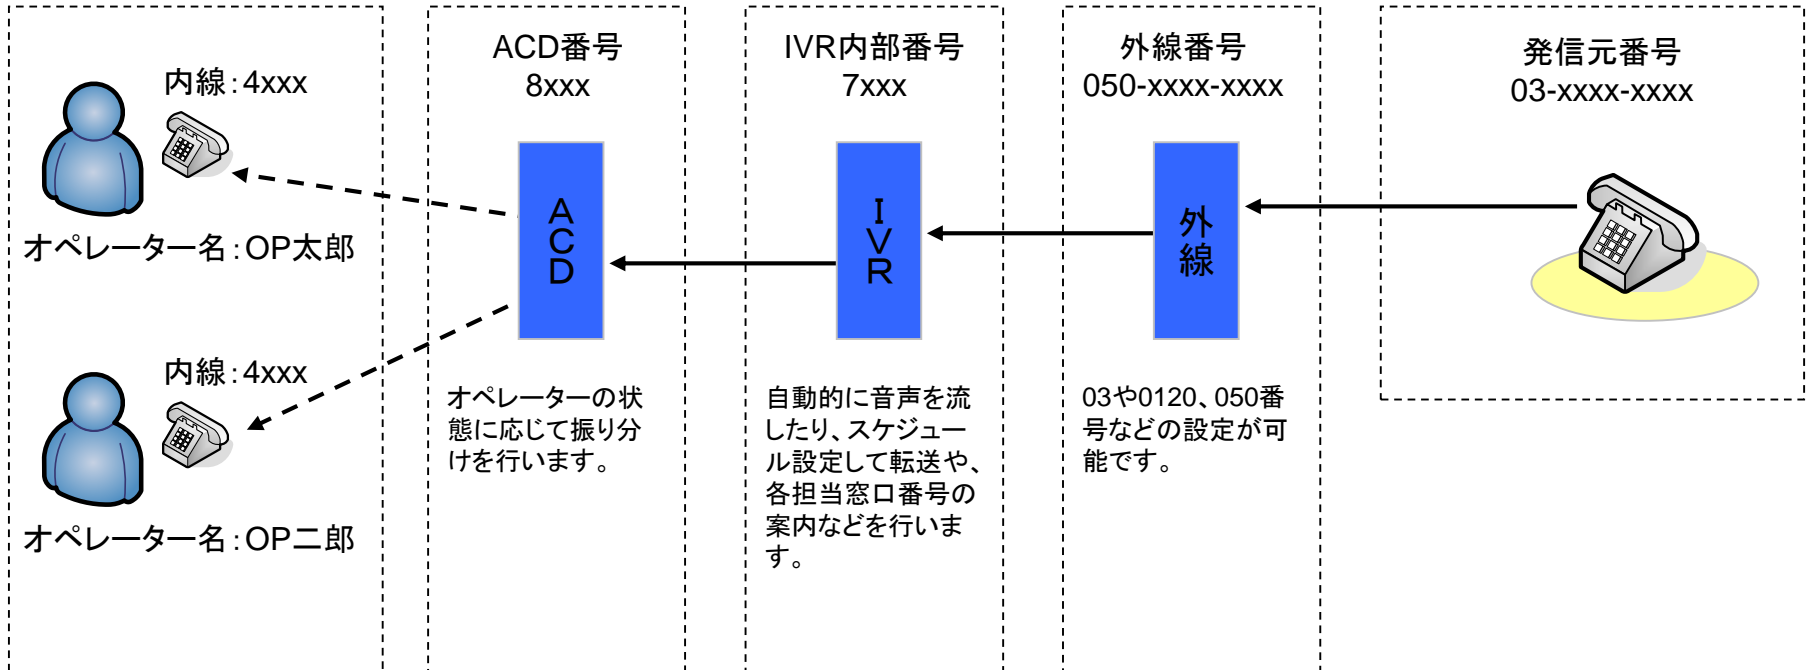 内線：4xxx
オペレーター名：OP太郎
内線：4xxx
オペレーター名：OP二郎
ACD番号
8xxx
ACD
オペレーターの状
態に応じて振り分
けを行います。
IVR内部番号
7xxx
IVR
自動的に音声を流
したり、スケジュー
ル設定して転送や、
各担当窓口番号の
案内などを行いま
す。
外線番号
050-xxxx-xxxx
外線
03や0120、050番
号などの設定が可
能です。
発信元番号
03-xxxx-xxxx